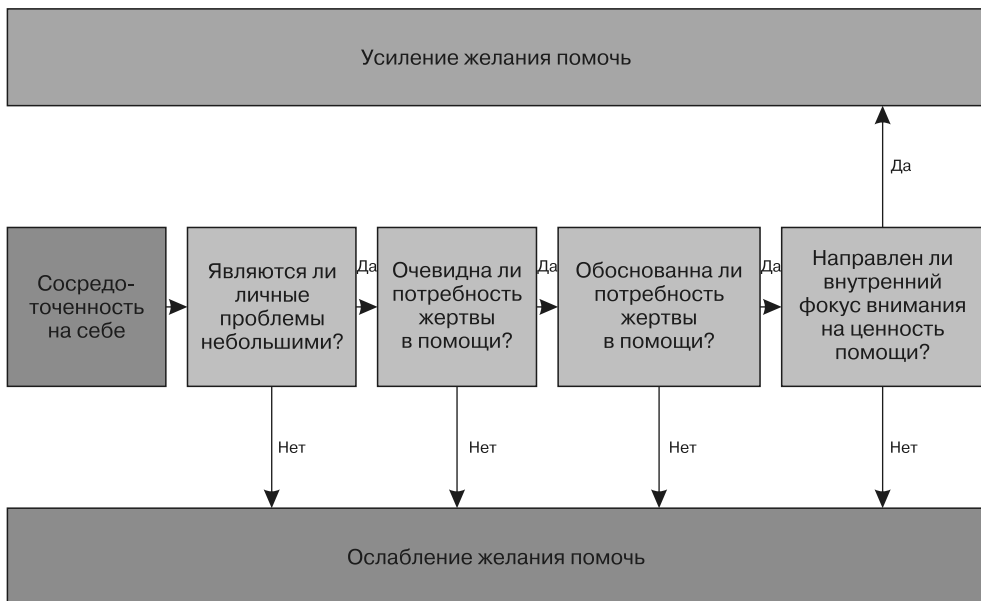 Усиление желания помочь
Да
Сосредо-
точенность
на себе
Являются ли
личные
проблемы
небольшими?
Да
Очевидна ли
потребность
жертвы
в помощи?
Да
Обоснованна ли
потребность
жертвы
в помощи?
Да
Направлен ли
внутренний
фокус внимания
на ценность
помощи?
Нет
Нет
Нет
Нет
Ослабление желания помочь